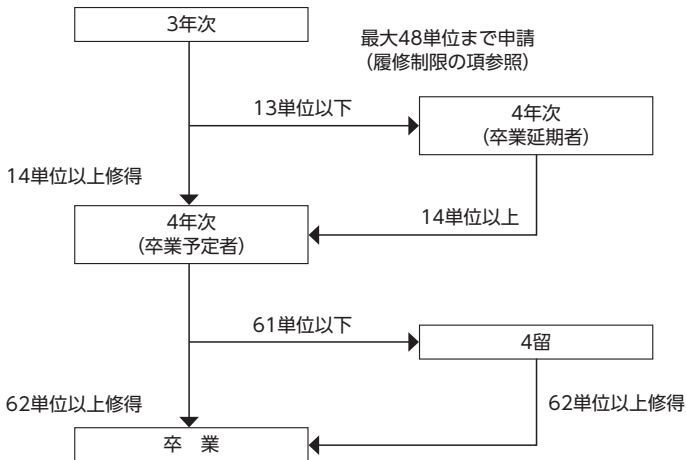 3年次
最大48単位まで申請
(履修制限の項参照)
13単位以下
4年次
(卒業延期者)
14単位以上修得
4年次
(卒業予定者)
14単位以上
61単位以下
4留
62単位以上修得
62単位以上修得
卒　業